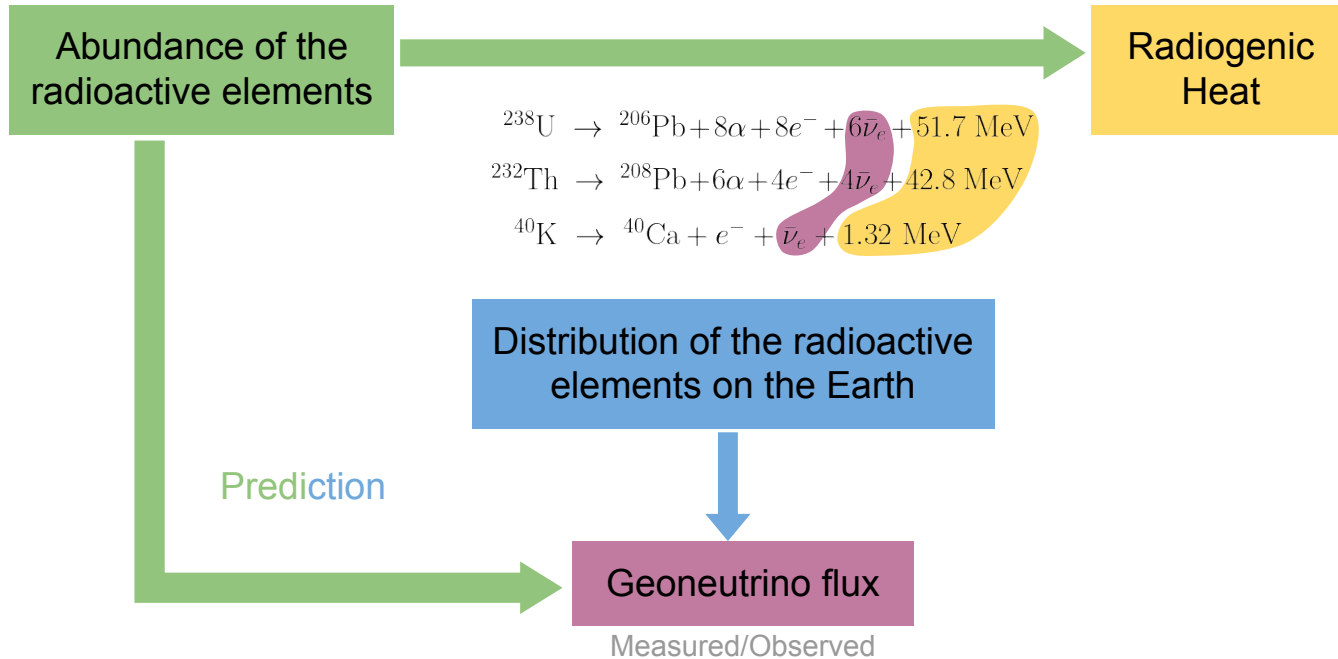 Abundance of the
radioactive elements
Radiogenic
Heat
²³⁸U → ²⁰⁶Pb + 8α + 8e⁻ + 6ν̄ₑ + 51.7 MeV
²³²Th → ²⁰⁸Pb + 6α + 4e⁻ + 4ν̄ₑ + 42.8 MeV
⁴⁰K → ⁴⁰Ca + e⁻ + ν̄ₑ + 1.32 MeV
Distribution of the radioactive
elements on the Earth
Prediction
Geoneutrino flux
Measured/Observed